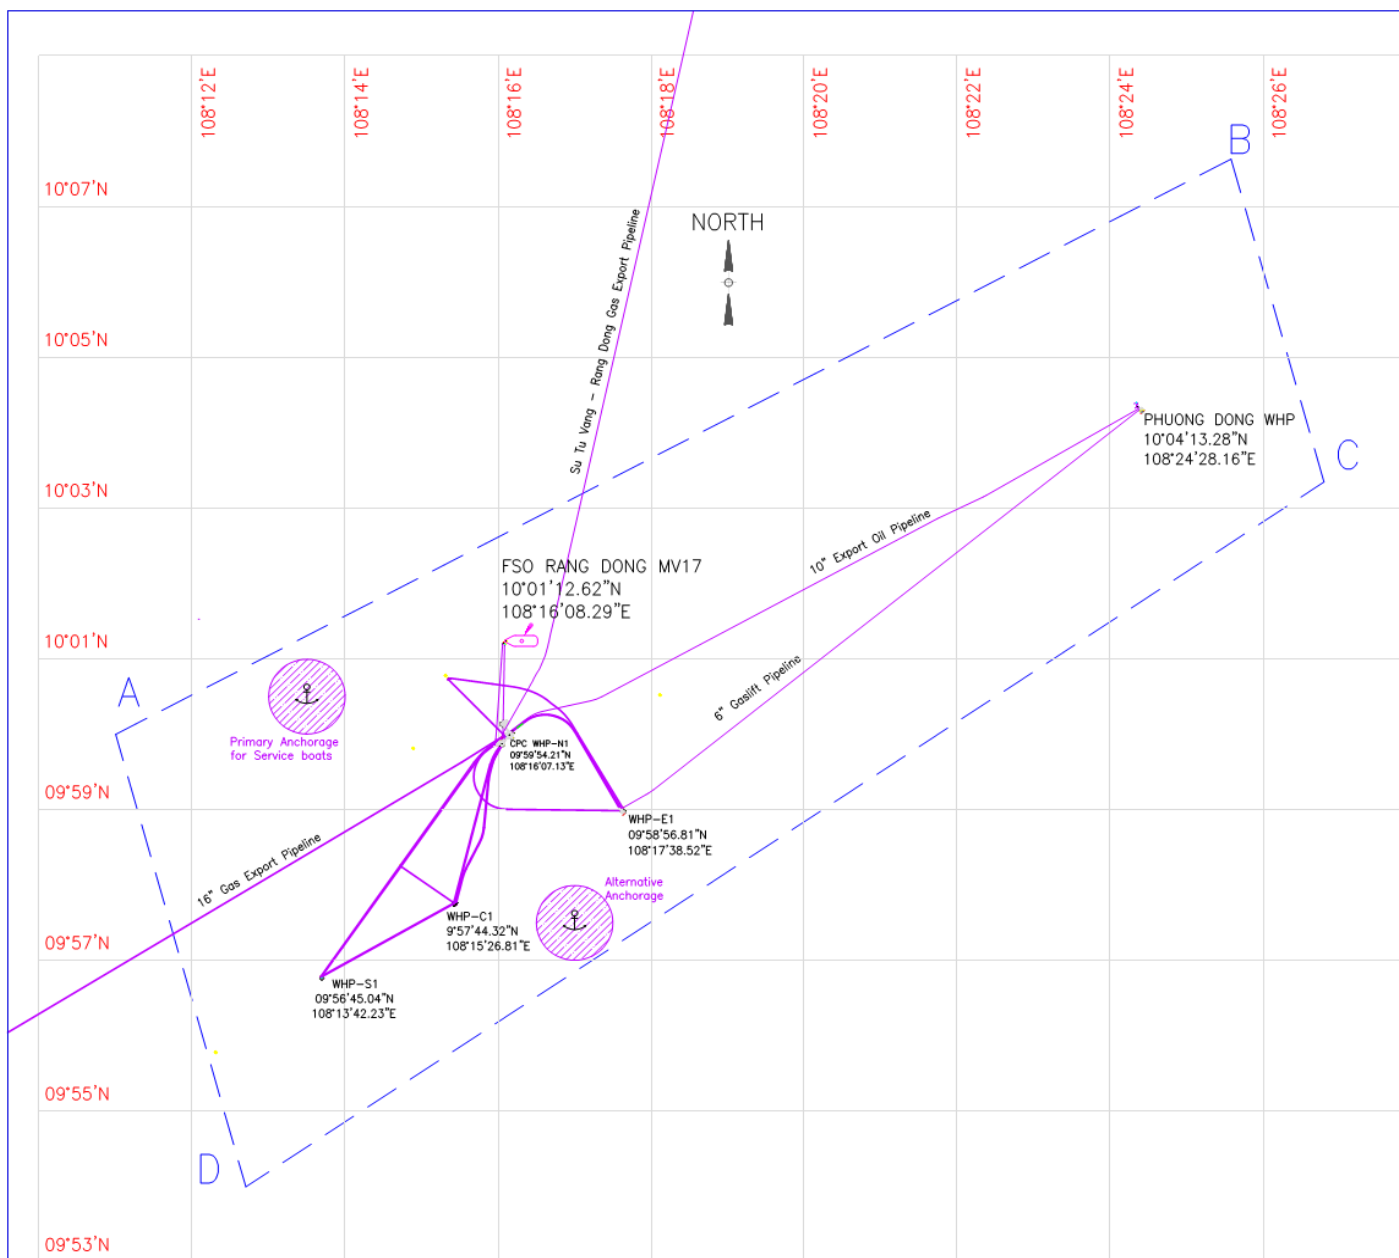 108°12'E
108°14'E
108°16'E
108°18'E
108°20'E
108°22'E
108°24'E
108°26'E
B
10°07'N
NORTH
Su Tu Vang - Rang Dong Gas Export Pipeline
10°05'N
PHUONG DONG WHP
10°04'13.28"N
108°24'28.16"E
C
10°03'N
10" Export Oil Pipeline
FSO RANG DONG MV17
10°01'12.62"N
108°16'08.29"E
10°01'N
6" Gaslift Pipeline
A
Primary Anchorage
for Service boats
CPC WHP-N1
09°59'54.21"N
108°16'07.13"E
09°59'N
WHP-E1
09°58'56.81"N
108°17'38.52"E
16" Gas Export Pipeline
Alternative
Anchorage
WHP-C1
9°57'44.32"N
108°15'26.81"E
09°57'N
WHP-S1
09°56'45.04"N
108°13'42.23"E
09°55'N
D
09°53'N